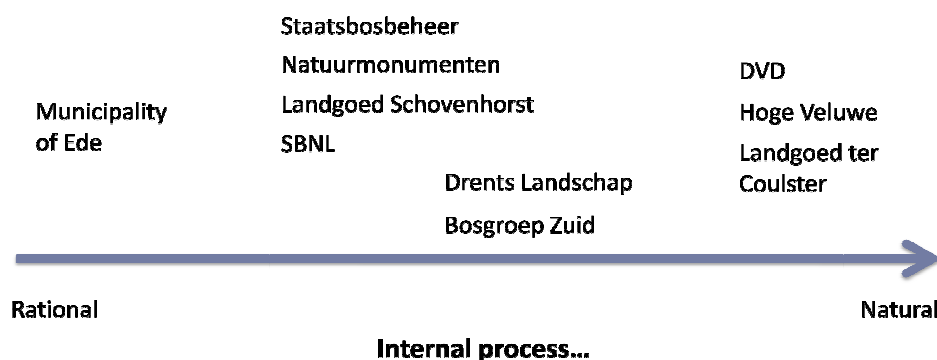 Municipality
of Ede
Staatsbosbeheer
Natuurmonumenten
Landgoed Schovenhorst
SBNL
Drents Landschap
Bosgroep Zuid
DVD
Hoge Veluwe
Landgoed ter
Coulster
Rational
Natural
Internal process...